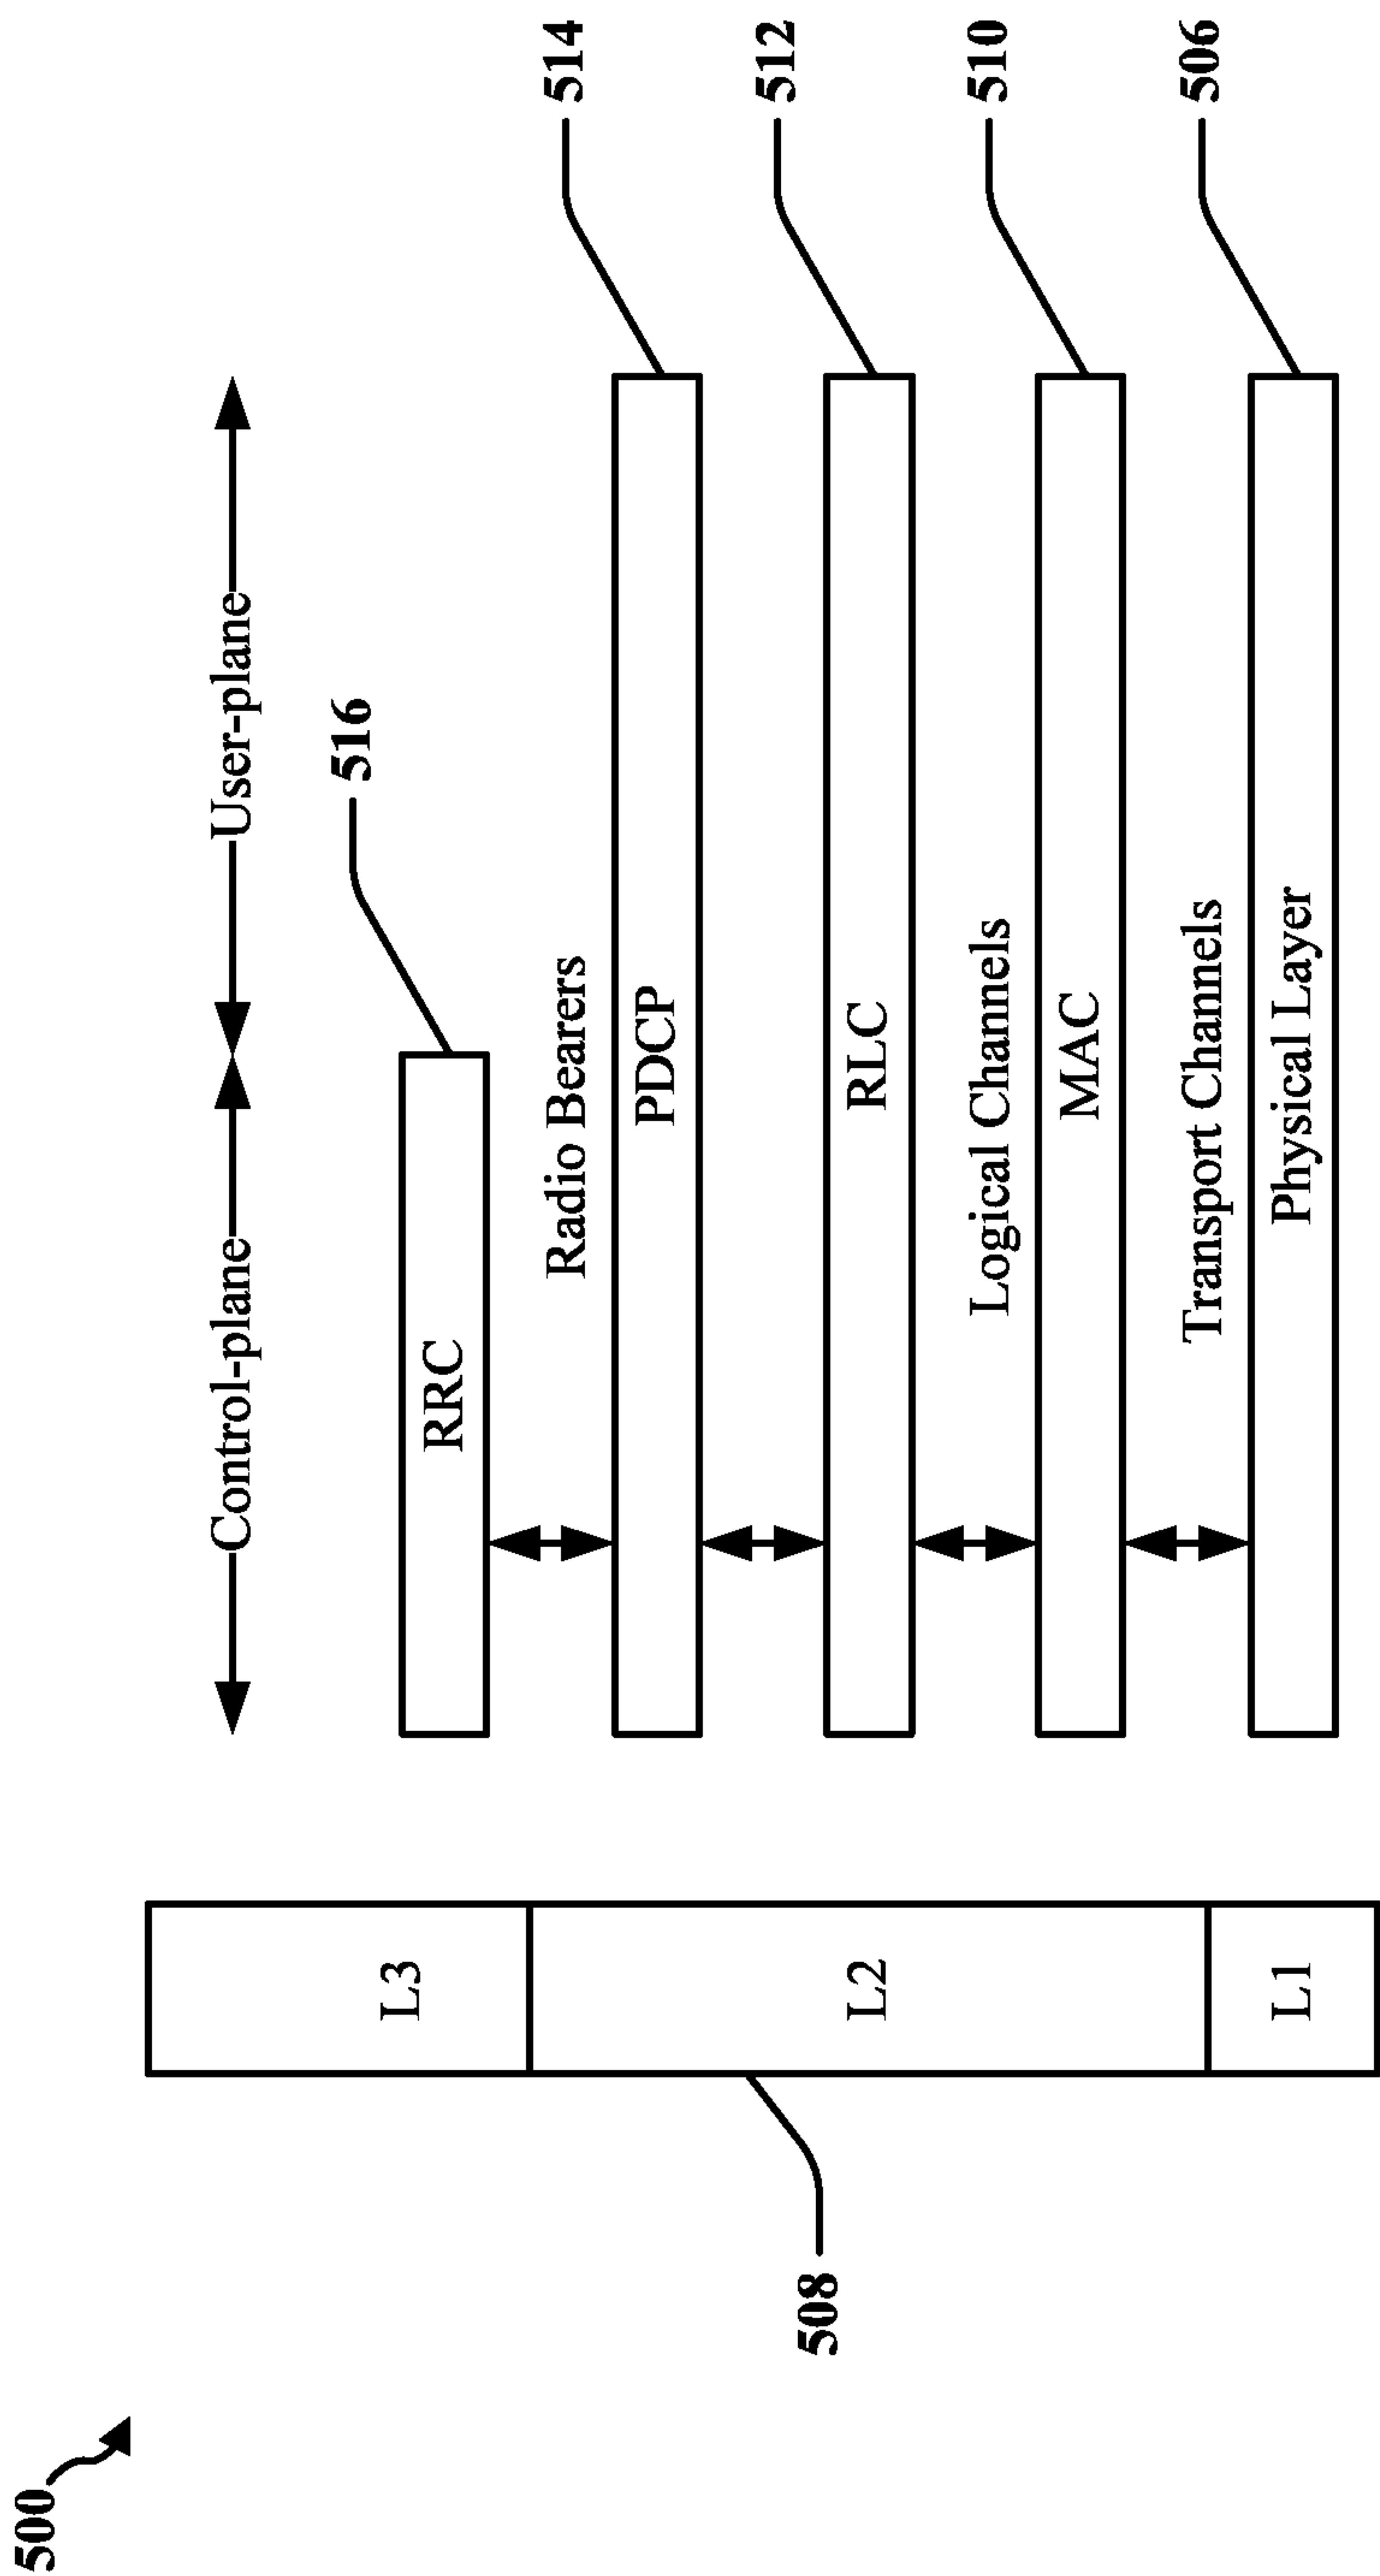 500
Control-plane
User-plane
516
L3
RRC
Radio Bearers
514
PDCP
508
L2
512
RLC
Logical Channels
510
MAC
Transport Channels
506
L1
Physical Layer